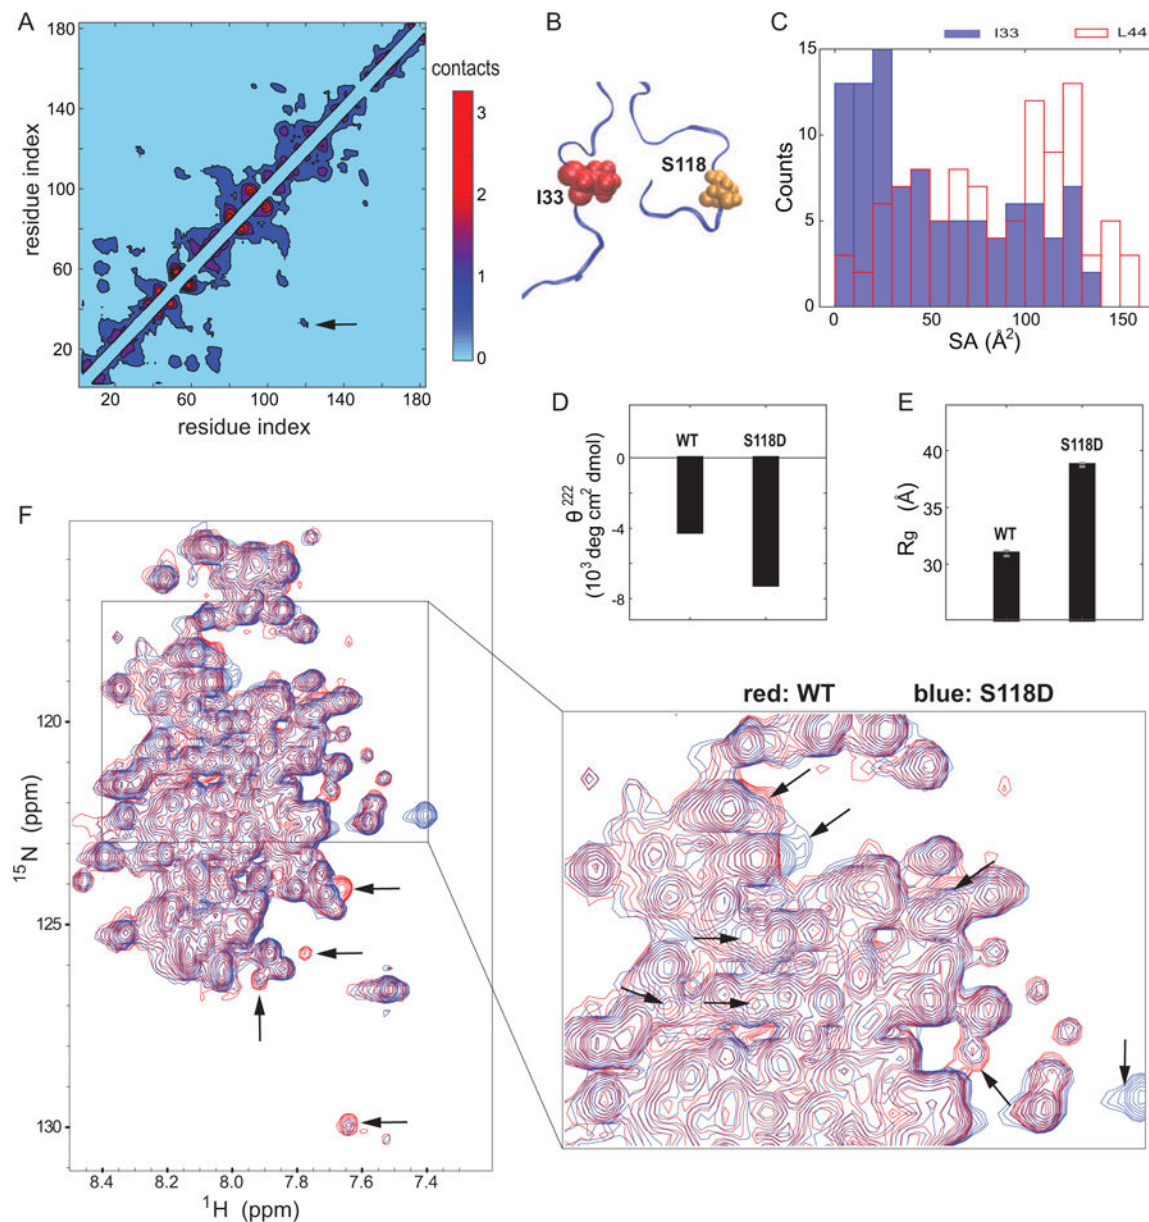 A
180
140
100
60
20
20
60
100
140
180
residue index
residue index
contacts
3
2
1
0
B
I33
S118
C
I33
L44
15
10
5
0
Counts
0
50
100
150
SA (Å²)
D
WT
S118D
0
-4
-8
θ²²²
(10³ deg cm² dmol)
E
40
30
Rg (Å)
WT
S118D
F
120
125
130
¹⁵N (ppm)
8.4
8.2
8.0
7.8
7.6
7.4
¹H (ppm)
red: WT blue: S118D